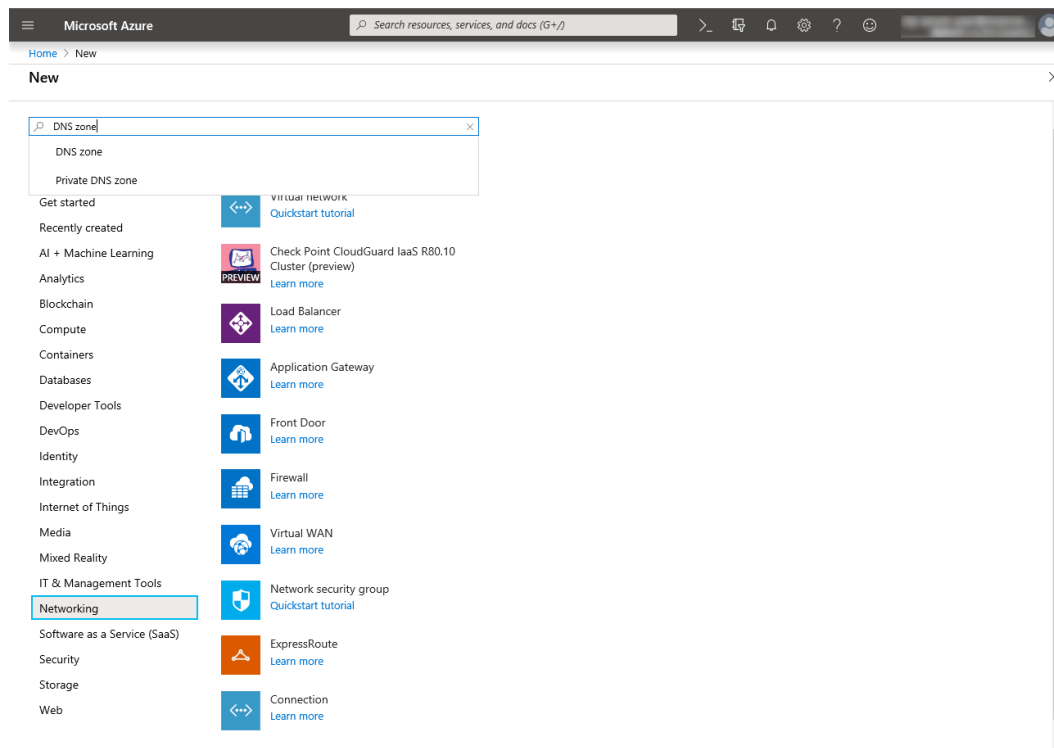 Microsoft Azure
Search resources, services, and docs (G+/)
Home > New
New
DNS zone
DNS zone
Private DNS zone
Get started
Recently created
AI + Machine Learning
Analytics
Blockchain
Compute
Containers
Databases
Developer Tools
DevOps
Identity
Integration
Internet of Things
Media
Mixed Reality
IT & Management Tools
Networking
Software as a Service (SaaS)
Security
Storage
Web
Virtual network
Quickstart tutorial
PREVIEW
Check Point CloudGuard IaaS R80.10
Cluster (preview)
Learn more
Load Balancer
Learn more
Application Gateway
Learn more
Front Door
Learn more
Firewall
Learn more
Virtual WAN
Learn more
Network security group
Quickstart tutorial
ExpressRoute
Learn more
Connection
Learn more